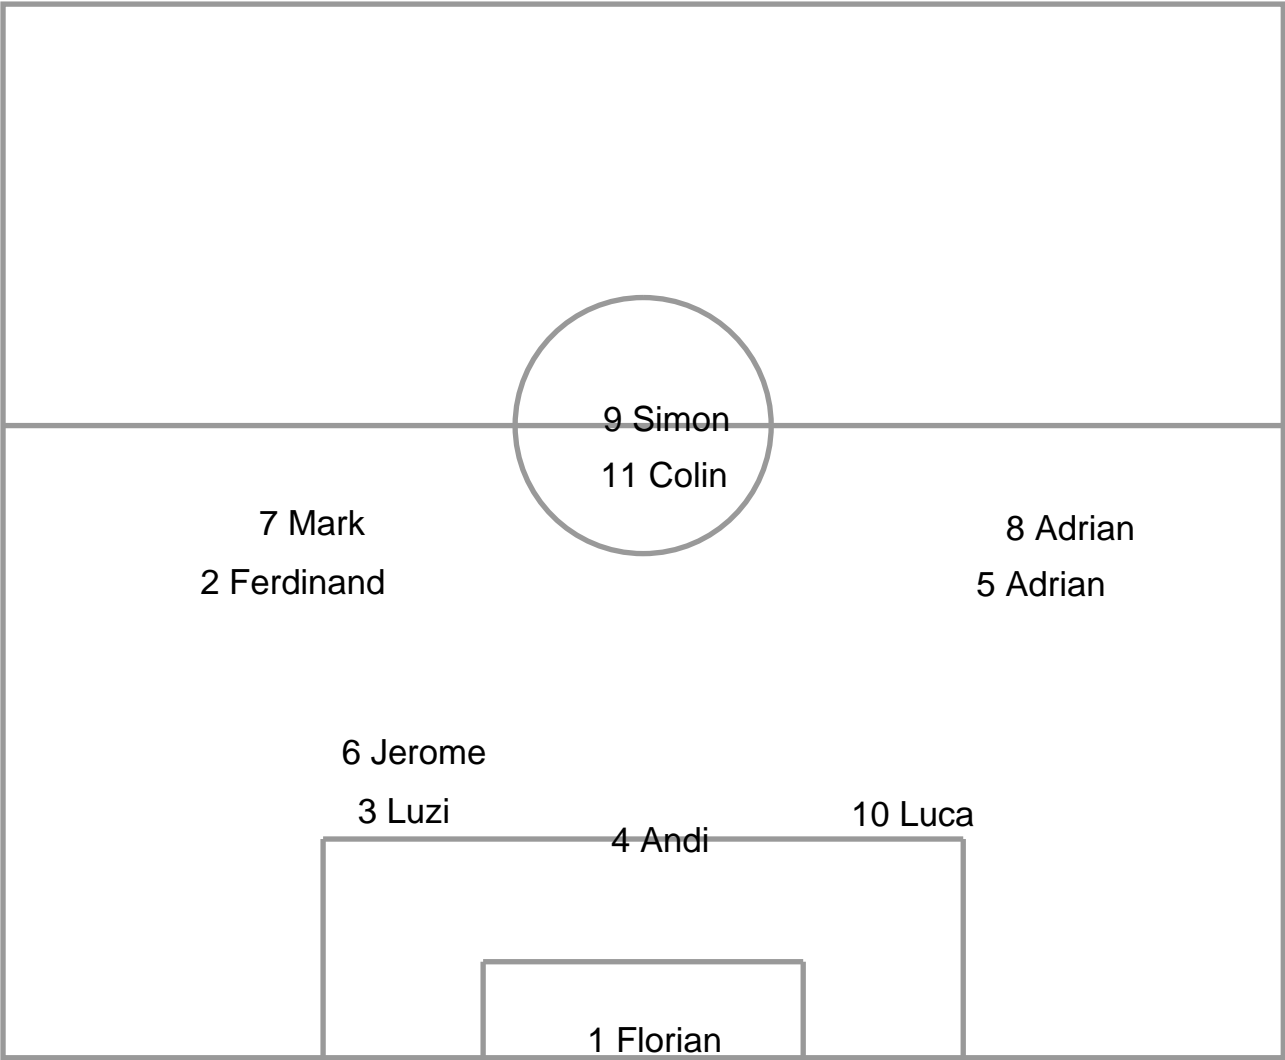 9 Simon
11 Colin
7 Mark
8 Adrian
2 Ferdinand
5 Adrian
6 Jerome
3 Luzi
10 Luca
4 Andi
1 Florian